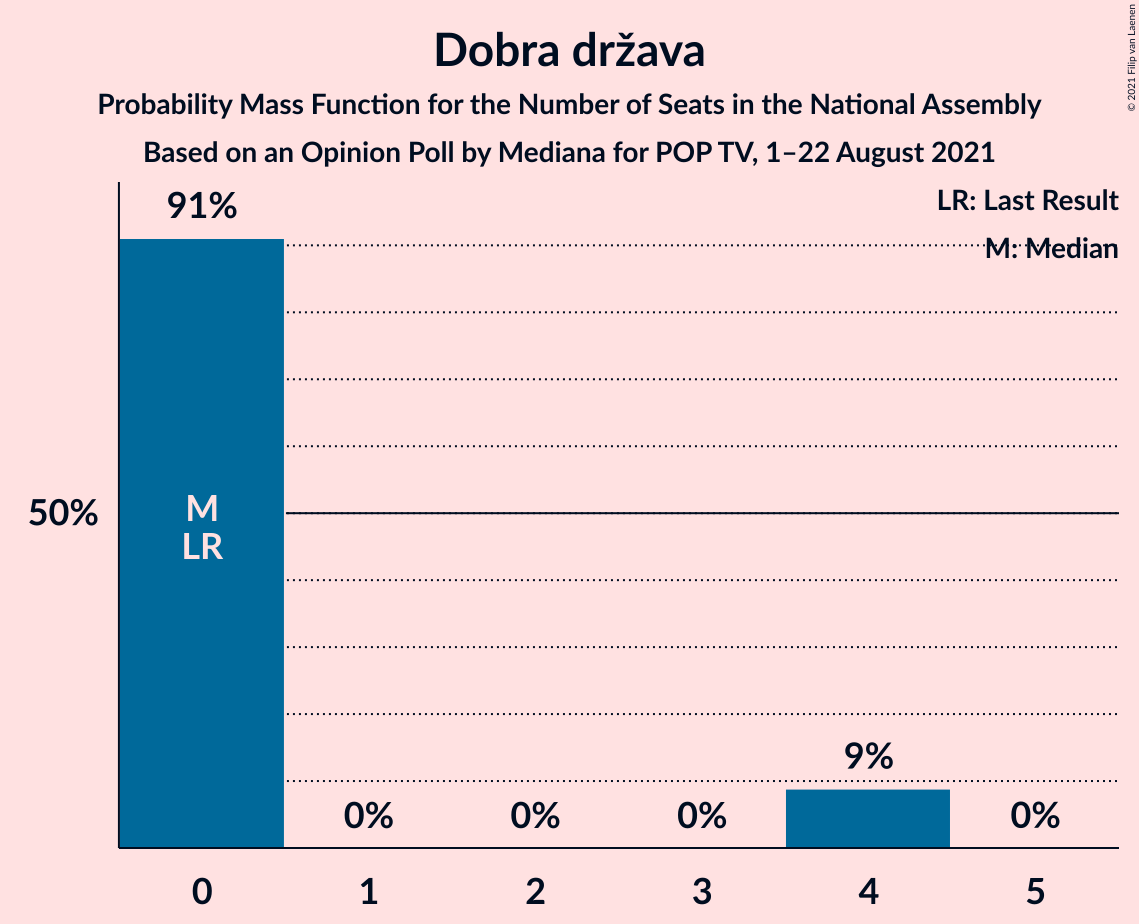 Dobra država
Probability Mass Function for the Number of Seats in the National Assembly
Based on an Opinion Poll by Mediana for POP TV, 1–22 August 2021
© 2021 Filip van Laenen
LR: Last Result
M: Median
91%
50%
M
LR
0% 0% 0% 9% 0%
0 1 2 3 4 5